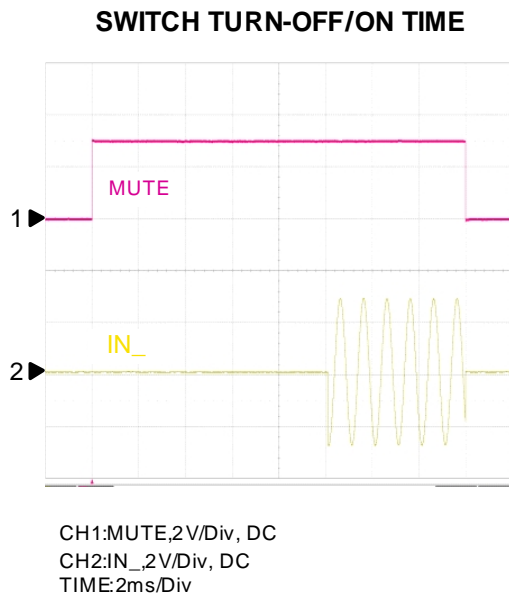 SWITCH TURN-OFF/ON TIME
MUTE
1
IN_
2
CH1:MUTE,2V/Div, DC
CH2:IN_,2V/Div, DC
TIME:2ms/Div